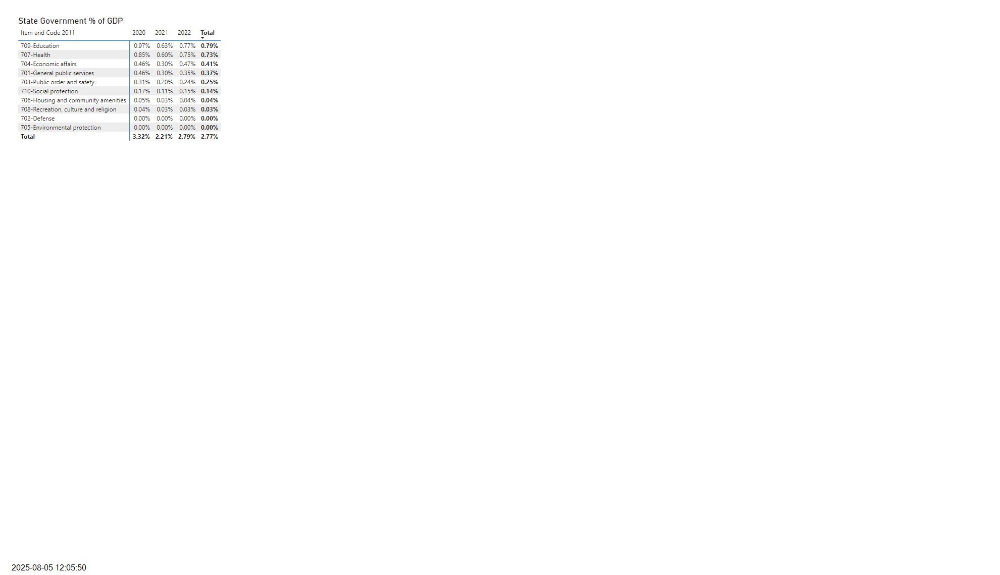 State Government % of GDP
Item and Code 2011 2020 2021 2022 Total
709-Education 0.97% 0.63% 0.77% 0.79%
707-Health 0.85% 0.60% 0.75% 0.73%
704-Economic affairs 0.46% 0.30% 0.47% 0.41%
701-General public services 0.46% 0.30% 0.35% 0.37%
703-Public order and safety 0.31% 0.20% 0.24% 0.25%
710-Social protection 0.17% 0.11% 0.15% 0.14%
706-Housing and community amenities 0.05% 0.03% 0.04% 0.04%
708-Recreation, culture and religion 0.04% 0.03% 0.03% 0.03%
702-Defense 0.00% 0.00% 0.00% 0.00%
705-Environmental protection 0.00% 0.00% 0.00% 0.00%
Total 3.32% 2.21% 2.79% 2.77%
2025-08-05 12:05:50